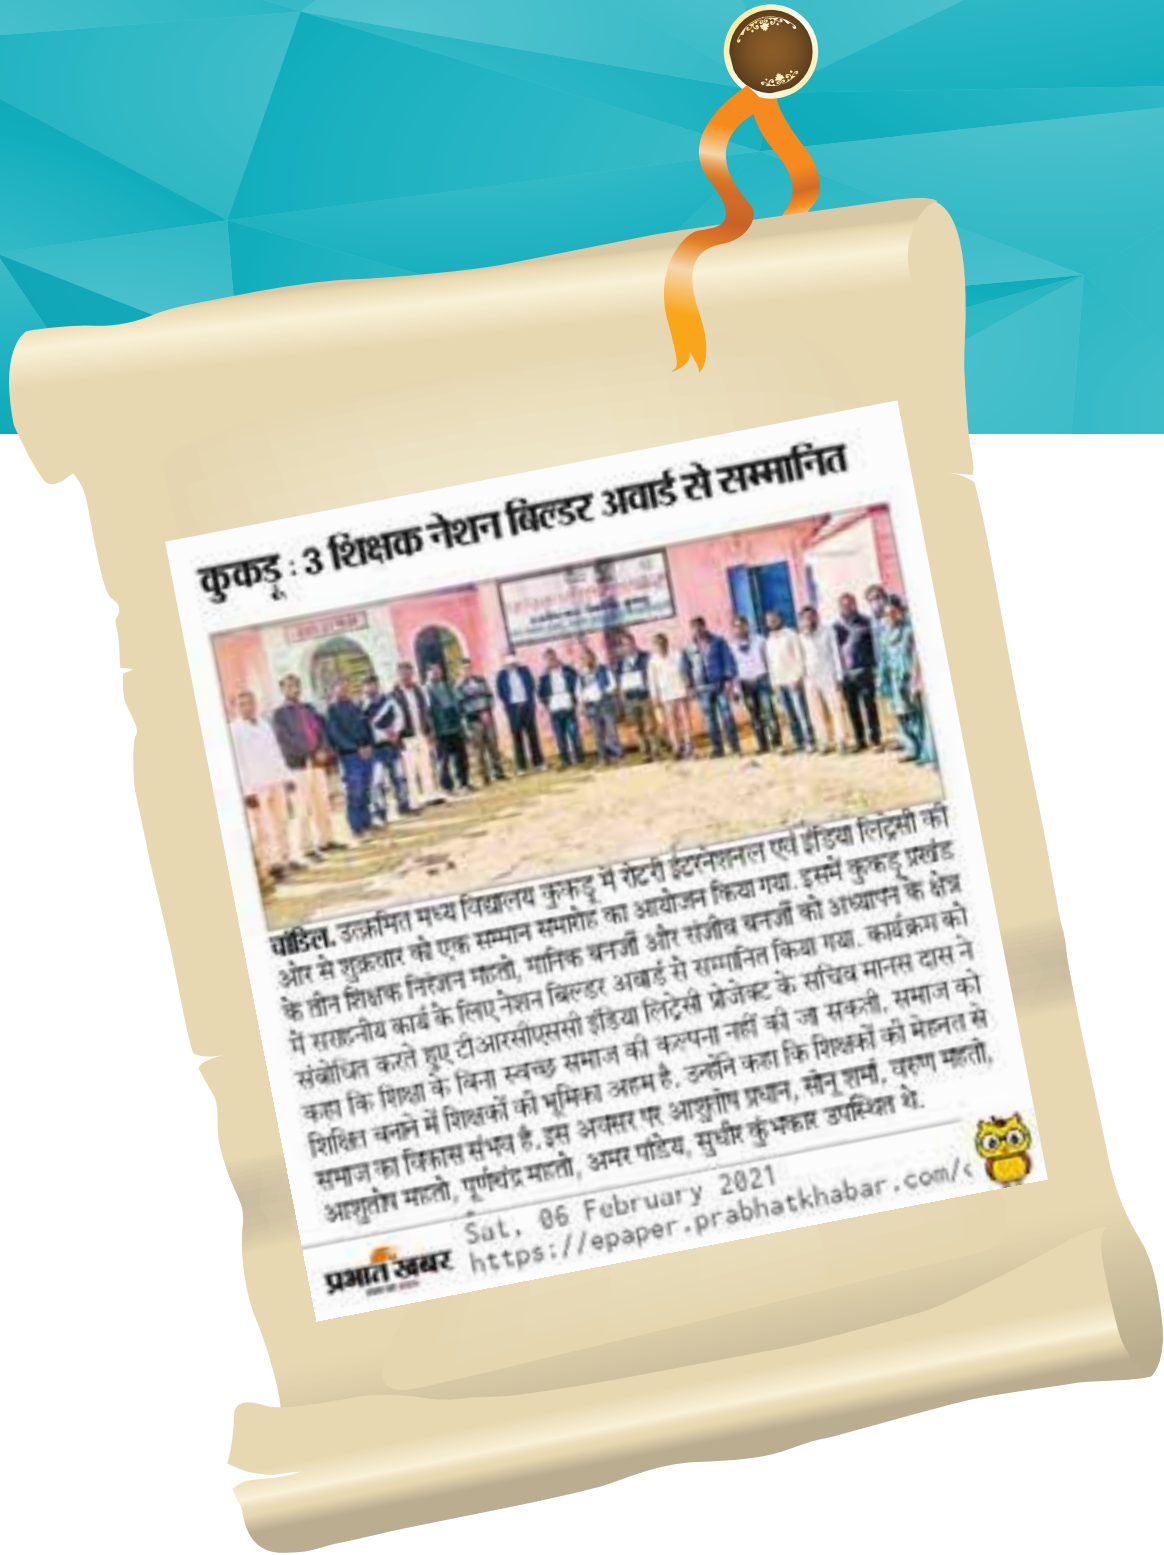 कुकड़ू : 3 शिक्षक नेशन बिल्डर अवार्ड से सम्मानित
चांडिल. उत्क्रमित मध्य विद्यालय कुकड़ू में रोटरी इंटरनेशनल एवं इंडिया लिट्रेसी की
ओर से शुक्रवार को एक सम्मान समारोह का आयोजन किया गया. इसमें कुकड़ू प्रखंड
के तीन शिक्षक निरंजन महतो, मानिक बनर्जी और संजीव बनर्जी को अध्यापन के क्षेत्र
में सराहनीय कार्य के लिए नेशन बिल्डर अवार्ड से सम्मानित किया गया. कार्यक्रम को
संबोधित करते हुए टीआरसीएससी इंडिया लिट्रेसी प्रोजेक्ट के सचिव मानस दास ने
कहा कि शिक्षा के बिना स्वच्छ समाज की कल्पना नहीं की जा सकती, समाज को
शिक्षित बनाने में शिक्षकों की भूमिका अहम है. उन्होंने कहा कि शिक्षकों की मेहनत से
समाज का विकास संभव है. इस अवसर पर आशुतोष प्रधान, सोनू शर्मा, वरुण महतो,
आशुतोष महतो, पूर्णचंद्र महतो, अमर पांडेय, सुधीर कुंभकार उपस्थित थे.
प्रभात खबर
Sat, 06 February 2021
https://epaper.prabhatkhabar.com/c